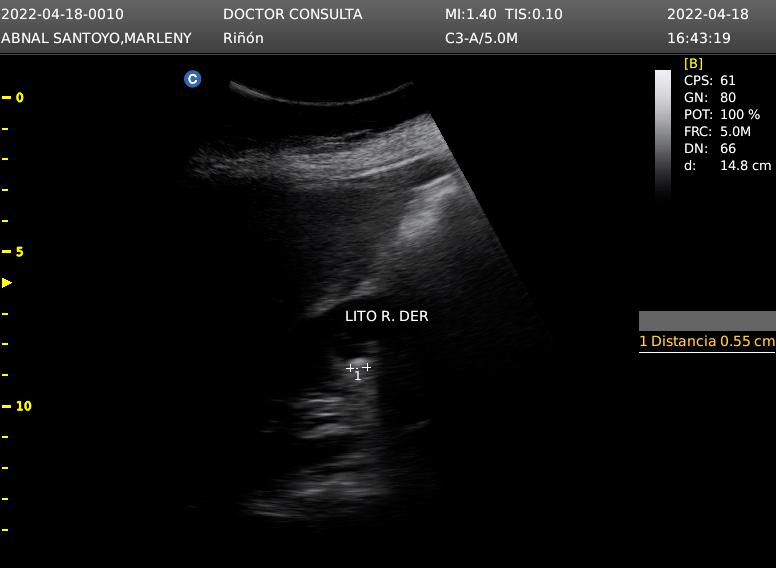 2022-04-18-0010 DOCTOR CONSULTA MI:1.40 TIS:0.10 2022-04-18
ABNAL SANTOYO,MARLENY Riñón C3-A/5.0M 16:43:19
C
[B]
CPS: 61
GN: 80
POT: 100 %
FRC: 5.0M
DN: 66
d: 14.8 cm
0
5
10
LITO R. DER
1
1 Distancia 0.55 cm